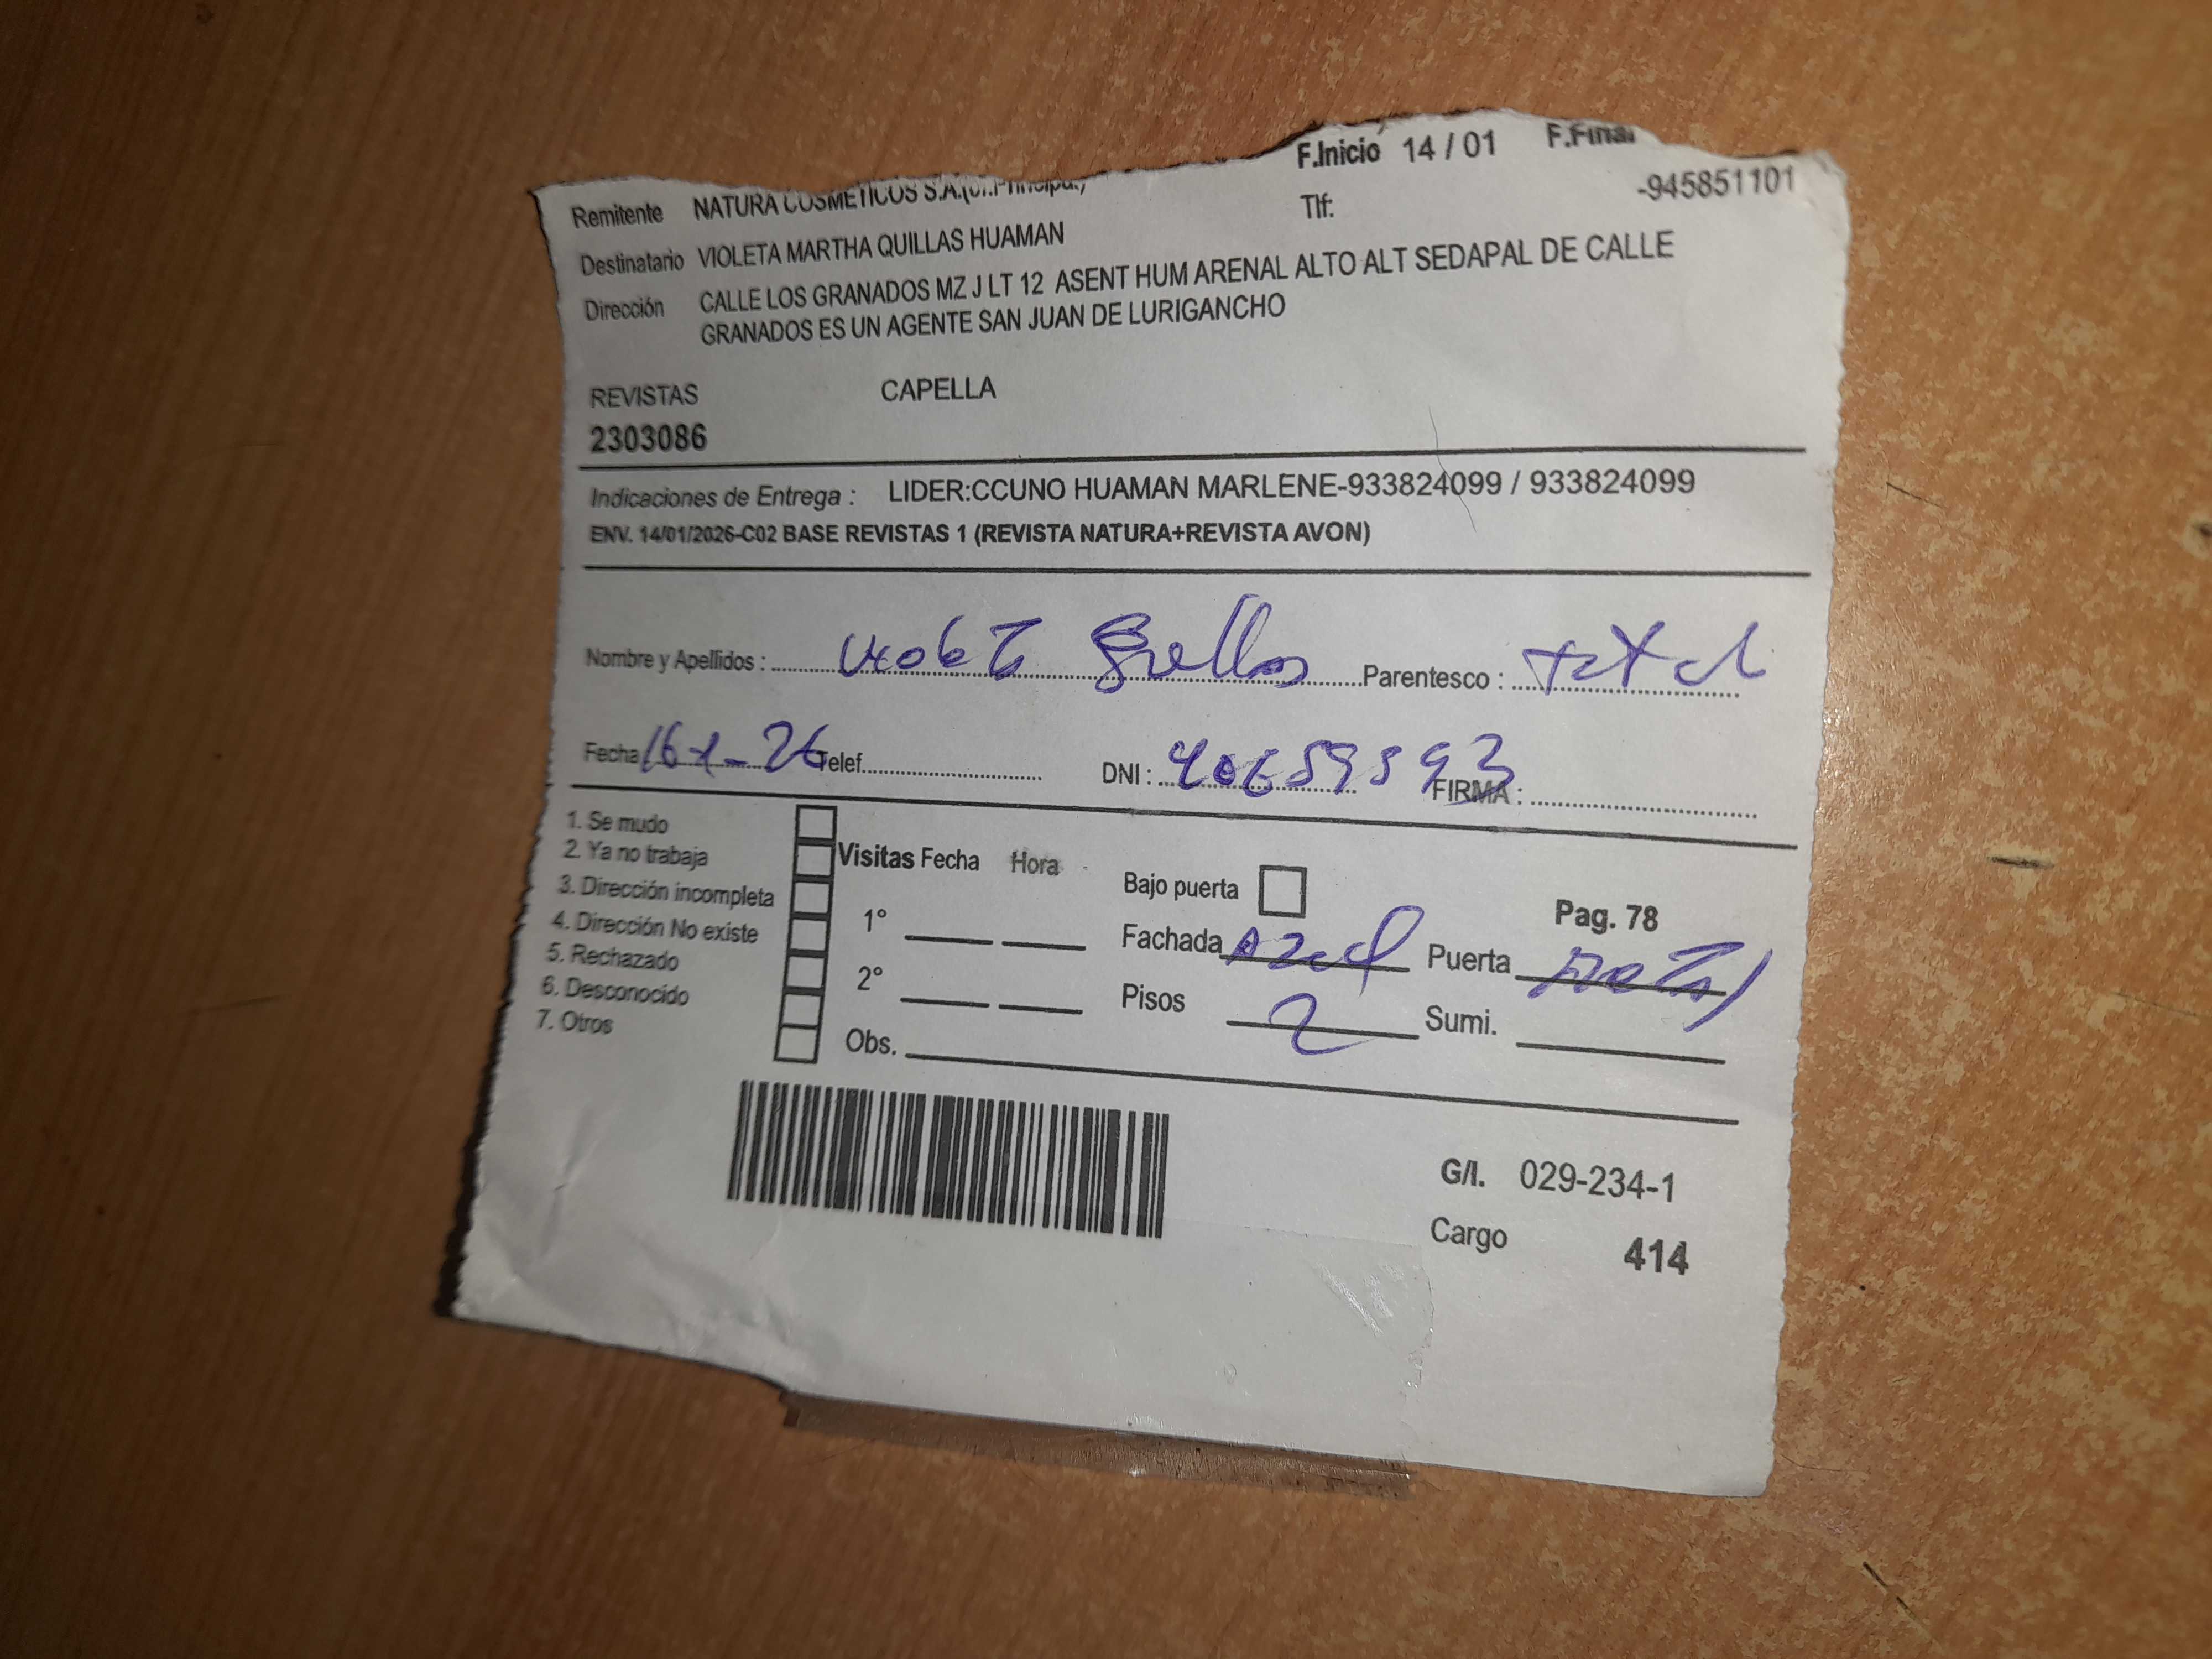 F.Inicio 14 / 01 F.Final
Remitente NATURA COSMETICOS S.A.(Of.Principal)
Tlf: -945851101
Destinatario VIOLETA MARTHA QUILLAS HUAMAN
Dirección CALLE LOS GRANADOS MZ J LT 12 ASENT HUM ARENAL ALTO ALT SEDAPAL DE CALLE
GRANADOS ES UN AGENTE SAN JUAN DE LURIGANCHO
REVISTAS CAPELLA
2303086
Indicaciones de Entrega : LIDER:CCUNO HUAMAN MARLENE-933824099 / 933824099
ENV. 14/01/2026-C02 BASE REVISTAS 1 (REVISTA NATURA+REVISTA AVON)
Nombre y Apellidos : Parentesco :
Fecha 16-1-26 Telef. DNI : 40659593 FIRMA :
1. Se mudo
2. Ya no trabaja
3. Dirección incompleta
4. Dirección No existe
5. Rechazado
6. Desconocido
7. Otros
Visitas Fecha Hora
1°
2°
Obs.
Bajo puerta
Pag. 78
Fachada Azul Puerta metal
Pisos 2 Sumi.
G/I. 029-234-1
Cargo 414